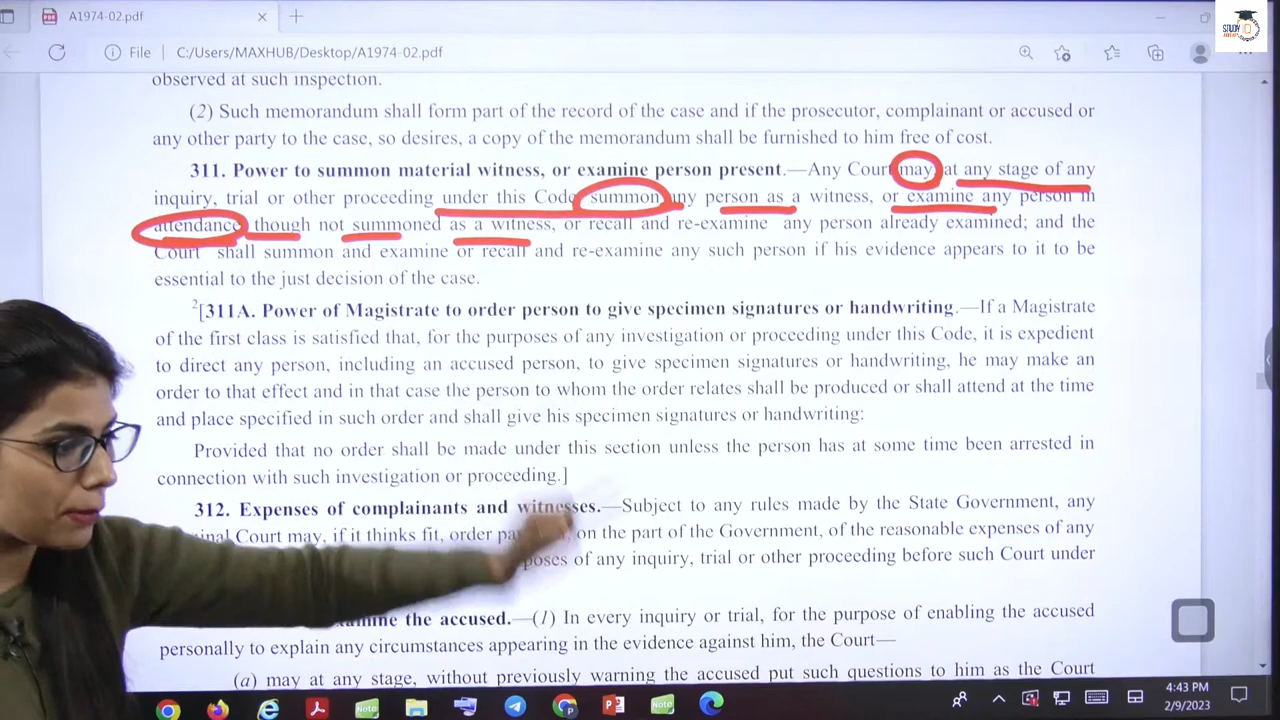 A1974-02.pdf
File
C:/Users/MAXHUB/Desktop/A1974-02.pdf
STUDY iD
observed at such inspection.
(2) Such memorandum shall form part of the record of the case and if the prosecutor, complainant or accused or
any other party to the case, so desires, a copy of the memorandum shall be furnished to him free of cost.
311. Power to summon material witness, or examine person present.—Any Court may, at any stage of any
inquiry, trial or other proceeding under this Code, summon any person as a witness, or examine any person in
attendance, though not summoned as a witness, or recall and re-examine any person already examined; and the
Court shall summon and examine or recall and re-examine any such person if his evidence appears to it to be
essential to the just decision of the case.
2[311A. Power of Magistrate to order person to give specimen signatures or handwriting.—If a Magistrate
of the first class is satisfied that, for the purposes of any investigation or proceeding under this Code, it is expedient
to direct any person, including an accused person, to give specimen signatures or handwriting, he may make an
order to that effect and in that case the person to whom the order relates shall be produced or shall attend at the time
and place specified in such order and shall give his specimen signatures or handwriting:
Provided that no order shall be made under this section unless the person has at some time been arrested in
connection with such investigation or proceeding.]
312. Expenses of complainants and witnesses.—Subject to any rules made by the State Government, any
Court may, if it thinks fit, order on the part of the Government, of the reasonable expenses of any
of any inquiry, trial or other proceeding before such Court under
the accused.—(1) In every inquiry or trial, for the purpose of enabling the accused
personally to explain any circumstances appearing in the evidence against him, the Court—
(a) may at any stage, without previously warning the accused put such questions to him as the Court
4:43 PM
2/9/2023